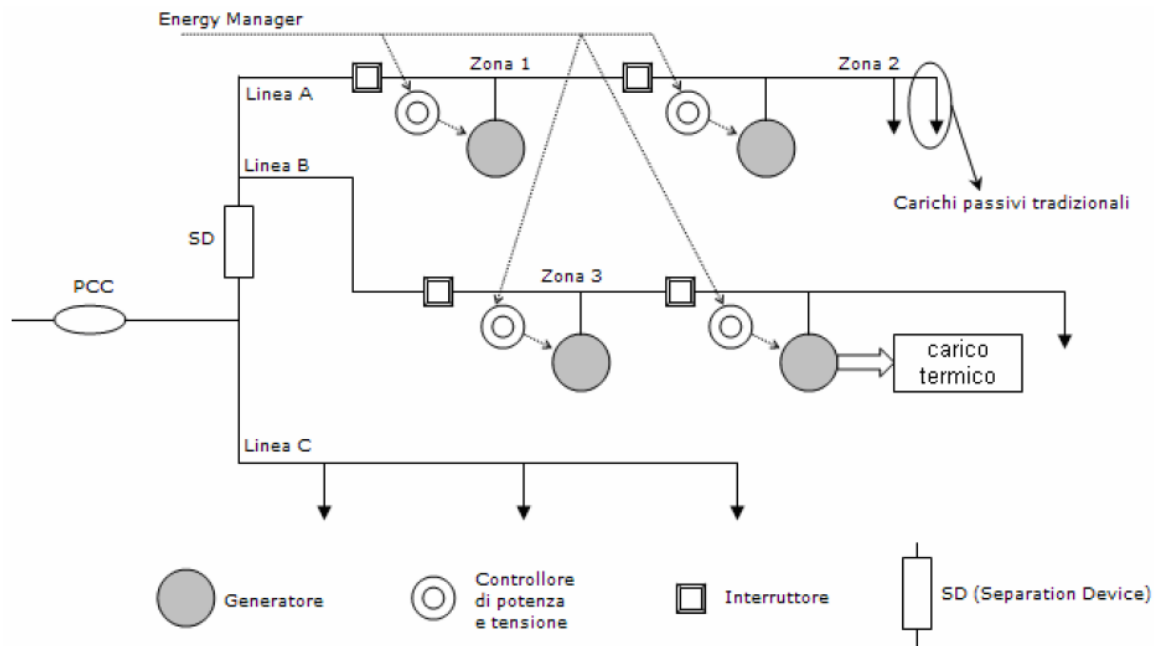 Energy Manager
Zona 1
Zona 2
Linea A
Linea B
Carichi passivi tradizionali
SD
Zona 3
PCC
carico
termico
Linea C
Generatore
Controllore
di potenza
e tensione
Interruttore
SD (Separation Device)